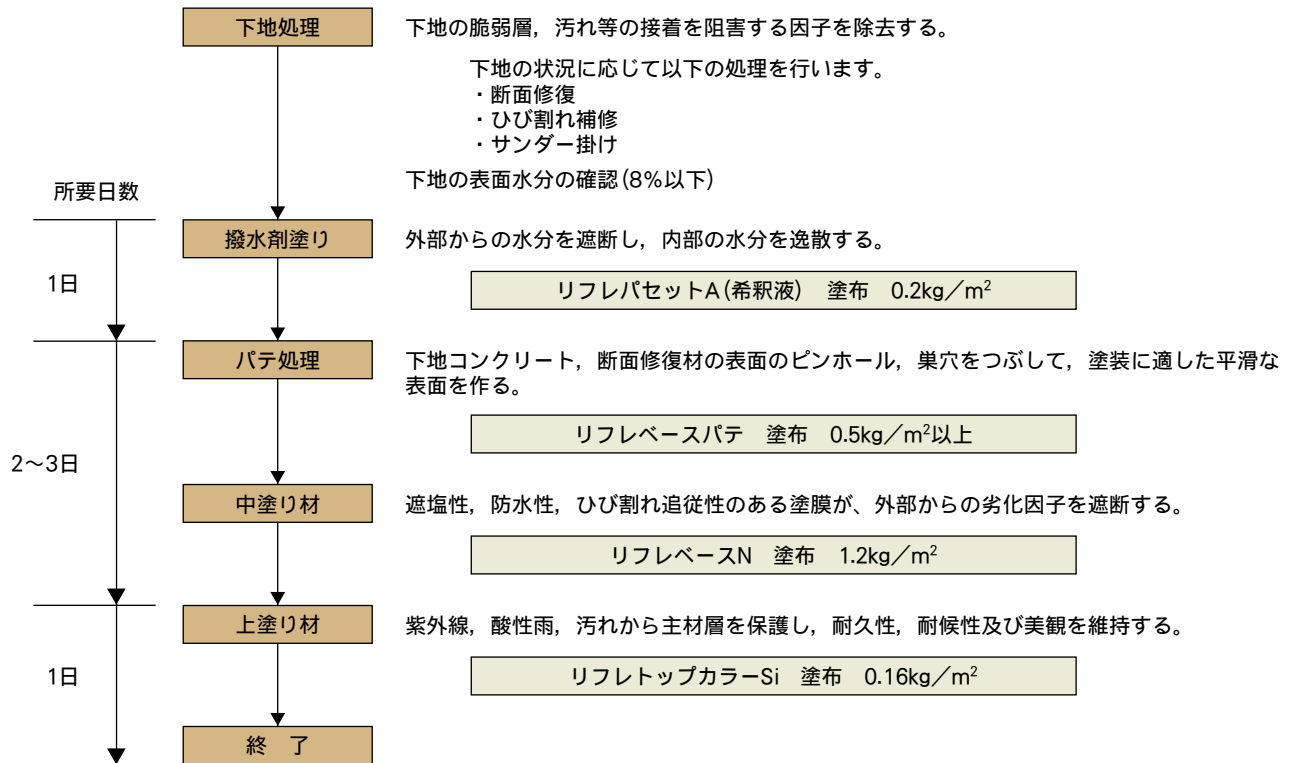 下地処理
下地の脆弱層，汚れ等の接着を阻害する因子を除去する。
下地の状況に応じて以下の処理を行います。
・断面修復
・ひび割れ補修
・サンダー掛け
下地の表面水分の確認（8%以下）
所要日数
撥水剤塗り
外部からの水分を遮断し，内部の水分を逸散する。
1日
リフレパセットA（希釈液）　塗布　0.2kg／m²
パテ処理
下地コンクリート，断面修復材の表面のピンホール，巣穴をつぶして，塗装に適した平滑な
表面を作る。
リフレベースパテ　塗布　0.5kg／m²以上
2〜3日
中塗り材
遮塩性，防水性，ひび割れ追従性のある塗膜が、外部からの劣化因子を遮断する。
リフレベースN　塗布　1.2kg／m²
上塗り材
紫外線，酸性雨，汚れから主材層を保護し，耐久性，耐候性及び美観を維持する。
1日
リフレトップカラーSi　塗布　0.16kg／m²
終　了